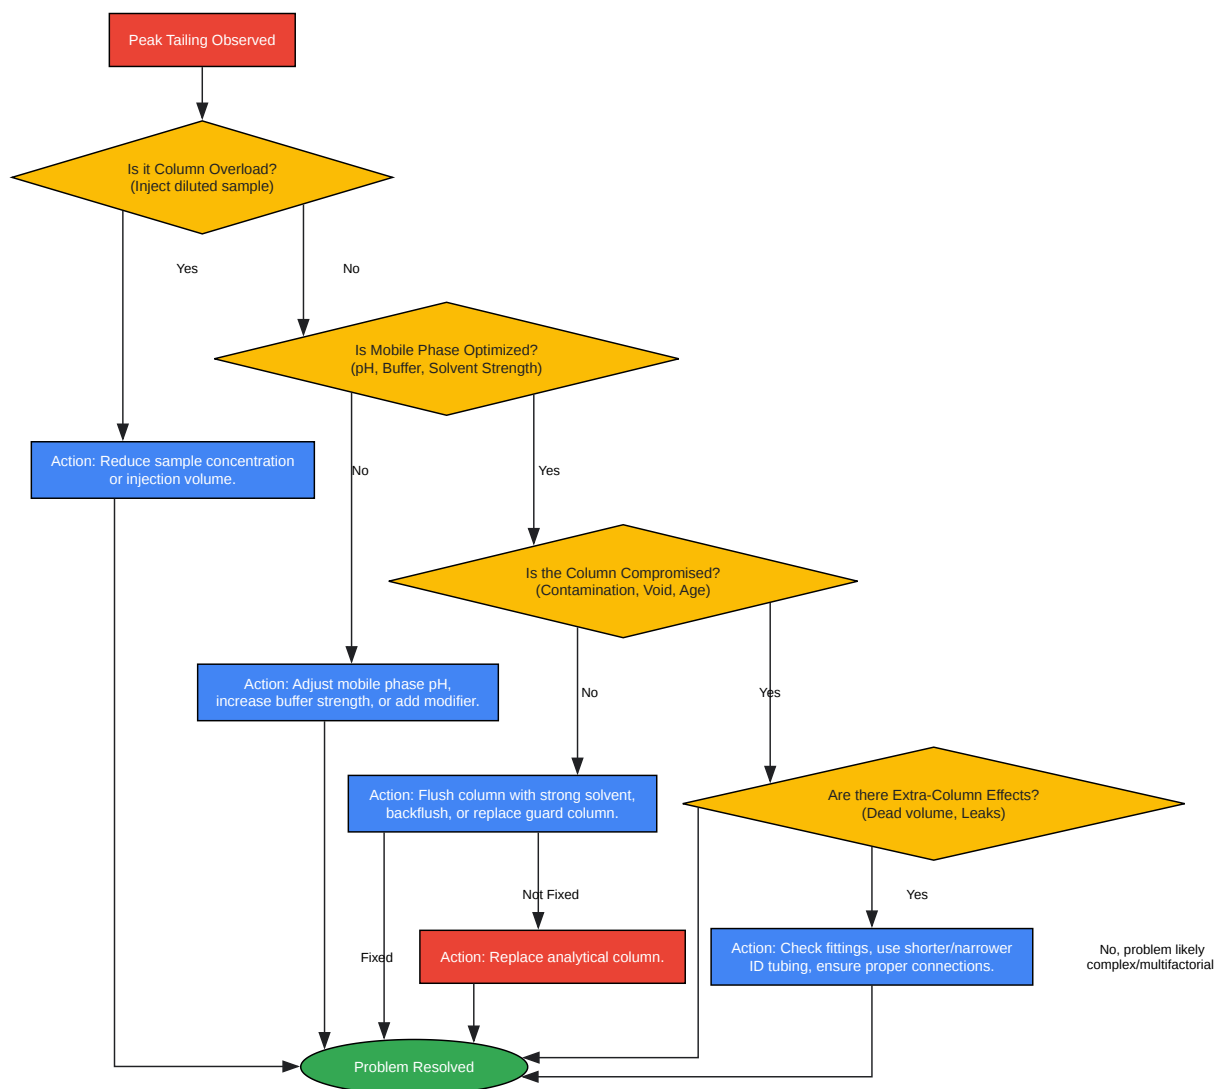 Peak Tailing Observed
Is it Column Overload?
(Inject diluted sample)
Yes
No
Is Mobile Phase Optimized?
(pH, Buffer, Solvent Strength)
Action: Reduce sample concentration
or injection volume.
No
Yes
Is the Column Compromised?
(Contamination, Void, Age)
Action: Adjust mobile phase pH,
increase buffer strength, or add modifier.
No
Yes
Action: Flush column with strong solvent,
backflush, or replace guard column.
Are there Extra-Column Effects?
(Dead volume, Leaks)
Not Fixed
Yes
Fixed
Action: Replace analytical column.
Action: Check fittings, use shorter/narrower
ID tubing, ensure proper connections.
No, problem likely
complex/multifactorial
Problem Resolved